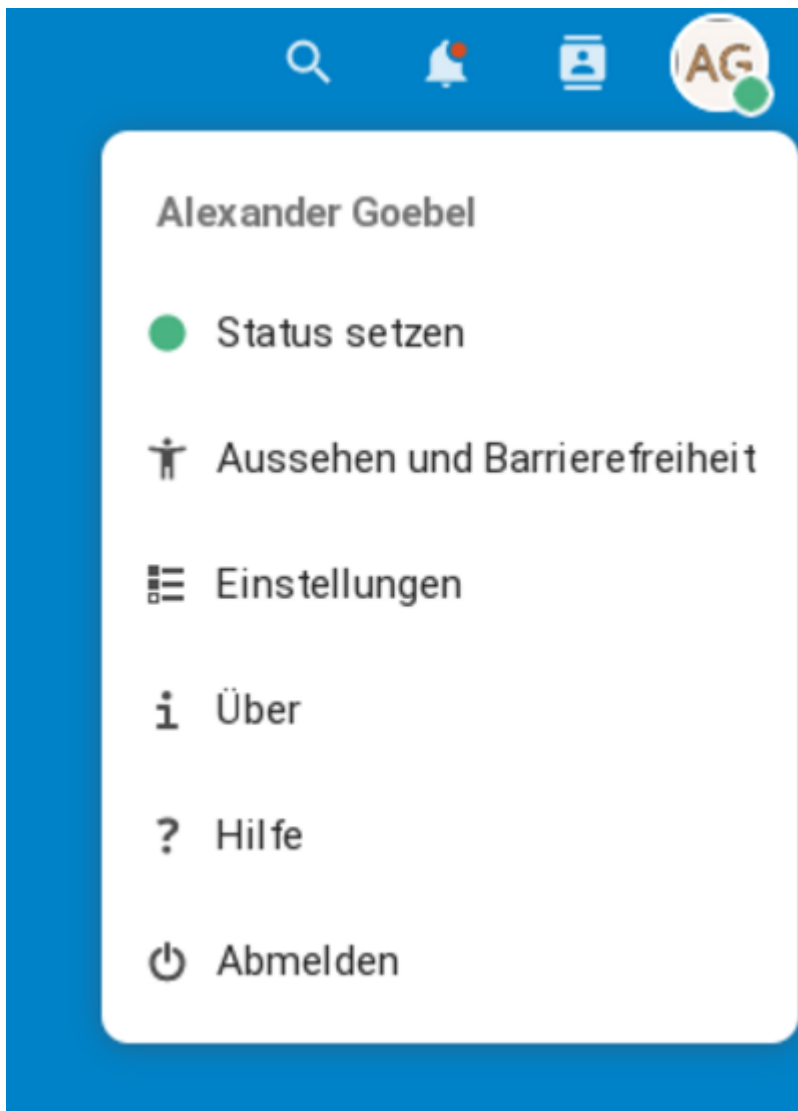 AG
Alexander Goebel
Status setzen
Aussehen und Barrierefreiheit
Einstellungen
Über
Hilfe
Abmelden